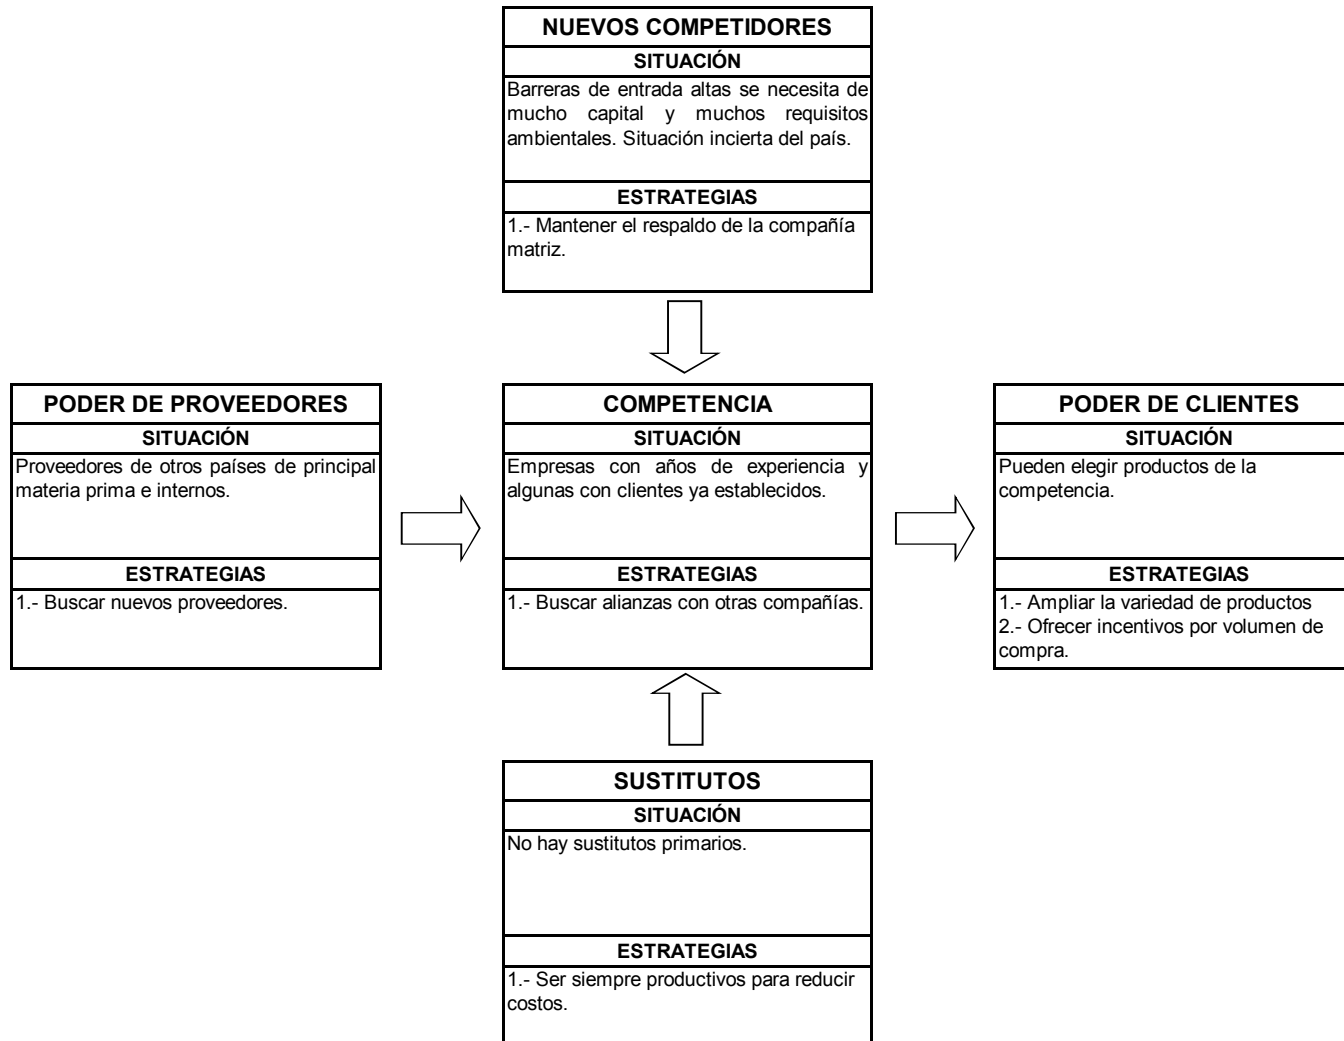 NUEVOS COMPETIDORES
SITUACIÓN
Barreras de entrada altas se necesita de
mucho capital y muchos requisitos
ambientales. Situación incierta del país.
ESTRATEGIAS
1.- Mantener el respaldo de la compañía
matriz.
PODER DE PROVEEDORES
SITUACIÓN
Proveedores de otros países de principal
materia prima e internos.
ESTRATEGIAS
1.- Buscar nuevos proveedores.
COMPETENCIA
SITUACIÓN
Empresas con años de experiencia y
algunas con clientes ya establecidos.
ESTRATEGIAS
1.- Buscar alianzas con otras compañías.
PODER DE CLIENTES
SITUACIÓN
Pueden elegir productos de la
competencia.
ESTRATEGIAS
1.- Ampliar la variedad de productos
2.- Ofrecer incentivos por volumen de
compra.
SUSTITUTOS
SITUACIÓN
No hay sustitutos primarios.
ESTRATEGIAS
1.- Ser siempre productivos para reducir
costos.